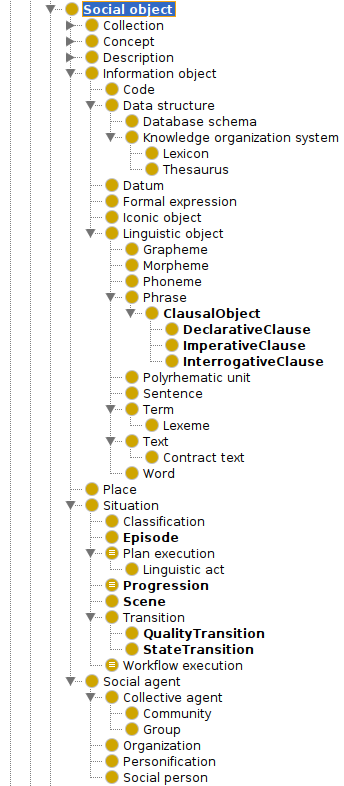 Social object
Collection
Concept
Description
Information object
Code
Data structure
Database schema
Knowledge organization system
Lexicon
Thesaurus
Datum
Formal expression
Iconic object
Linguistic object
Grapheme
Morpheme
Phoneme
Phrase
ClausalObject
DeclarativeClause
ImperativeClause
InterrogativeClause
Polyrhematic unit
Sentence
Term
Lexeme
Text
Contract text
Word
Place
Situation
Classification
Episode
Plan execution
Linguistic act
Progression
Scene
Transition
QualityTransition
StateTransition
Workflow execution
Social agent
Collective agent
Community
Group
Organization
Personification
Social person